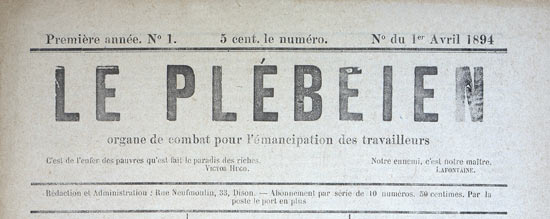 Première année. N° 1. 5 cent. le numéro. N° du 1er Avril 1894
LE PLÉBEIEN
organe de combat pour l'émancipation des travailleurs
C'est de l'enfer des pauvres qu'est fait le paradis des riches.
VICTOR HUGO.
Notre ennemi, c'est notre maître.
LAFONTAINE.
Rédaction et Administration : Rue Neufmoulin, 33, Dison. — Abonnement par série de 10 numéros. 50 centimes. Par la
poste le port en plus